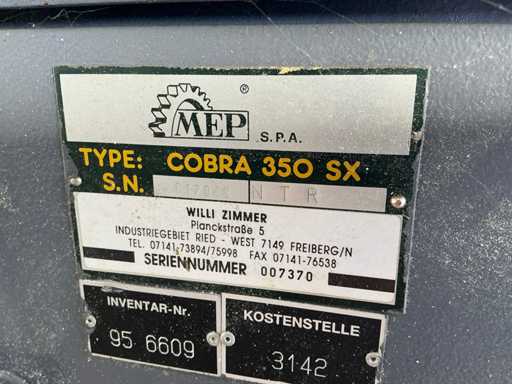 MEP
®
S.P.A.
TYPE: COBRA 350 SX
S.N. NTR
WILLI ZIMMER
Planckstraße 5
INDUSTRIEGEBIET RIED - WEST 7149 FREIBERG/N
TEL. 07141-73894/75998 FAX 07141-76538
SERIENNUMMER 007370
INVENTAR-Nr.
95 6609
KOSTENSTELLE
3142